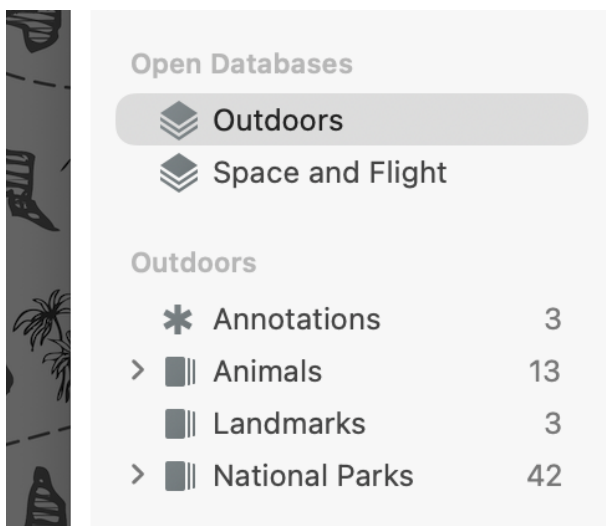 Open Databases
Outdoors
Space and Flight
Outdoors
Annotations 3
Animals 13
Landmarks 3
National Parks 42